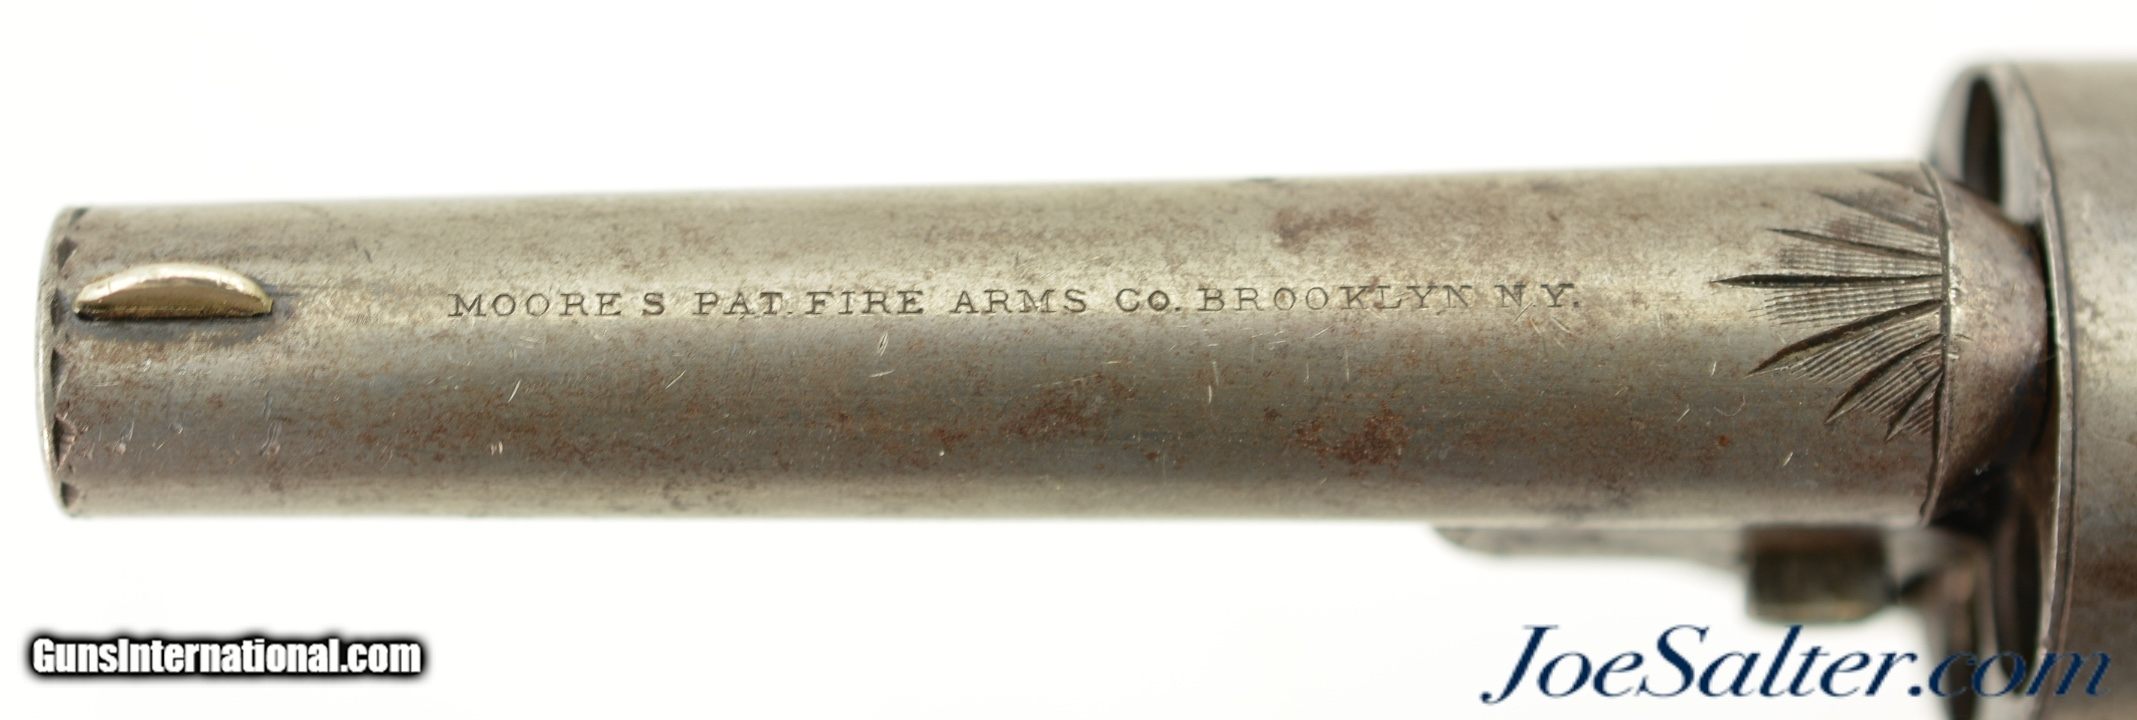 MOORE'S PAT. FIRE ARMS Co. BROOKLYN N.Y.
GunsInternational.com
JoeSalter.com